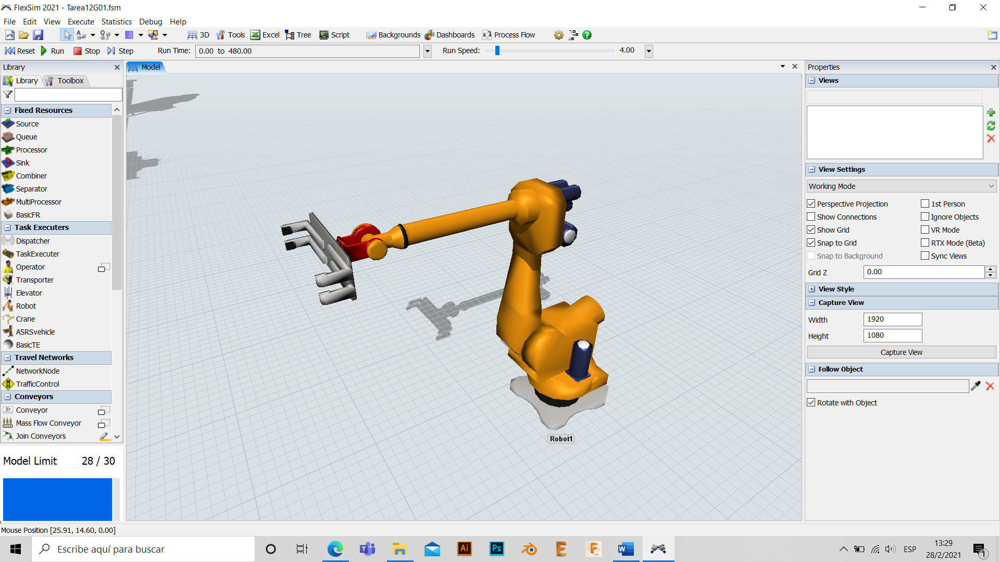 FlexSim 2021 - Tarea12G01.fsm
File Edit View Execute Statistics Debug Help
3D Tools Excel Tree Script Backgrounds Dashboards Process Flow
Reset Run Stop Step Run Time: 0.00 to 480.00 Run Speed: 4.00
Library
Library Toolbox
Fixed Resources
Source
Queue
Processor
Sink
Combiner
Separator
MultiProcessor
BasicFR
Task Executers
Dispatcher
TaskExecuter
Operator
Transporter
Elevator
Robot
Crane
ASRSvehicle
BasicTE
Travel Networks
NetworkNode
TrafficControl
Conveyors
Conveyor
Mass Flow Conveyor
Join Conveyors
Model Limit 28 / 30
Model
Robot1
Properties
Views
View Settings
Working Mode
Perspective Projection 1st Person
Show Connections Ignore Objects
Show Grid VR Mode
Snap to Grid RTX Mode (Beta)
Snap to Background Sync Views
Grid Z 0.00
View Style
Capture View
Width 1920
Height 1080
Capture View
Follow Object
Rotate with Object
Mouse Position [25.91, 14.60, 0.00]
Escribe aquí para buscar
Ai
Ps
E
F
W
ESP
13:29
28/2/2021
1